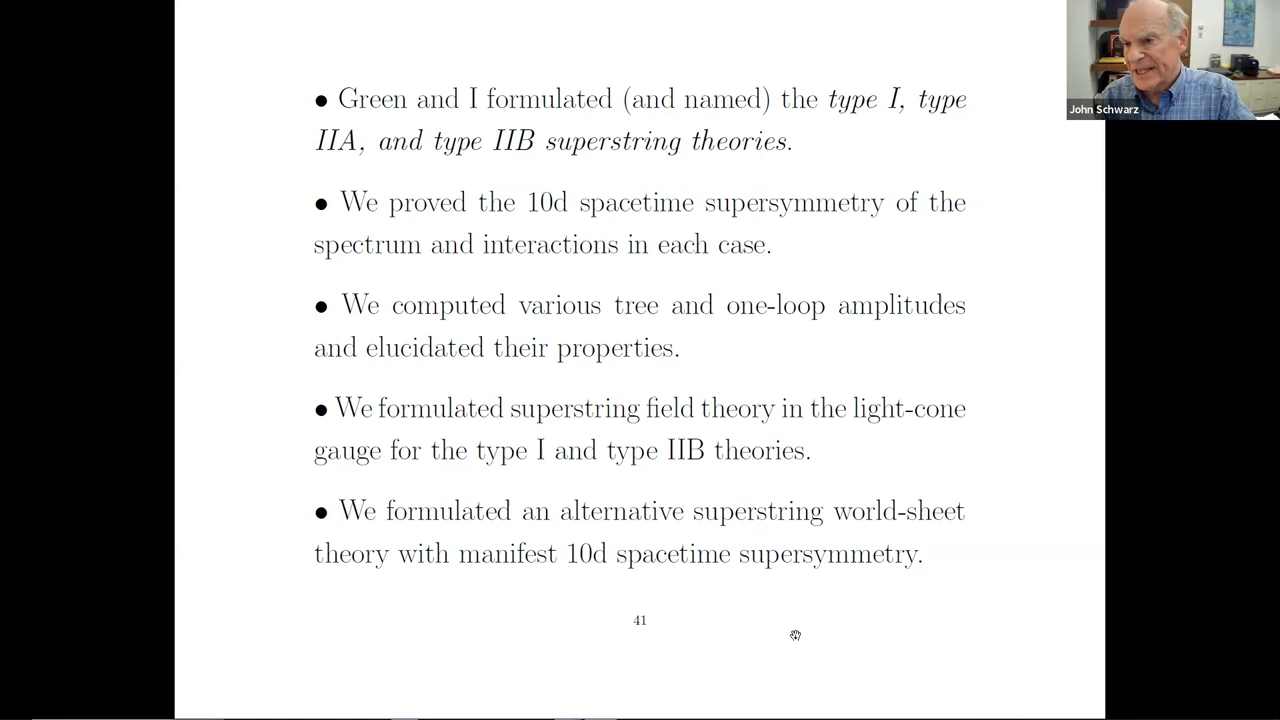 • Green and I formulated (and named) the type I, type
IIA, and type IIB superstring theories.
• We proved the 10d spacetime supersymmetry of the
spectrum and interactions in each case.
• We computed various tree and one-loop amplitudes
and elucidated their properties.
• We formulated superstring field theory in the light-cone
gauge for the type I and type IIB theories.
• We formulated an alternative superstring world-sheet
theory with manifest 10d spacetime supersymmetry.
41
John Schwarz